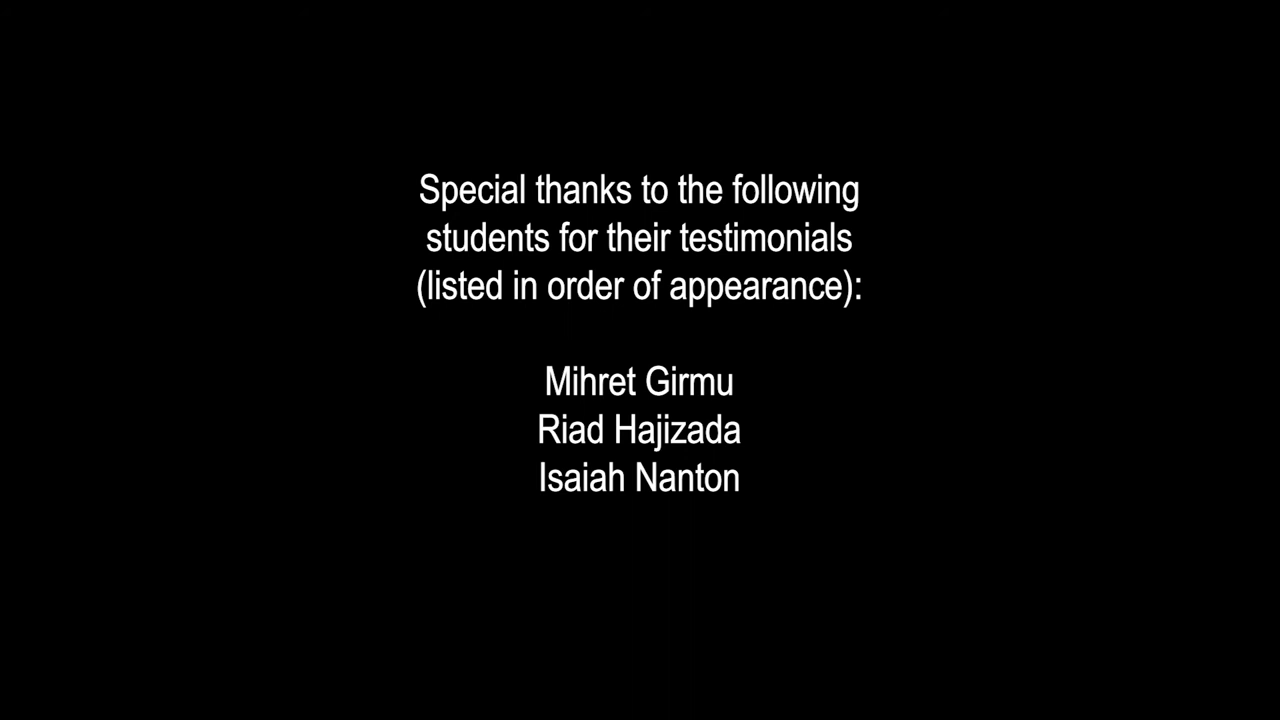 Special thanks to the following
students for their testimonials
(listed in order of appearance):
Mihret Girmu
Riad Hajizada
Isaiah Nanton